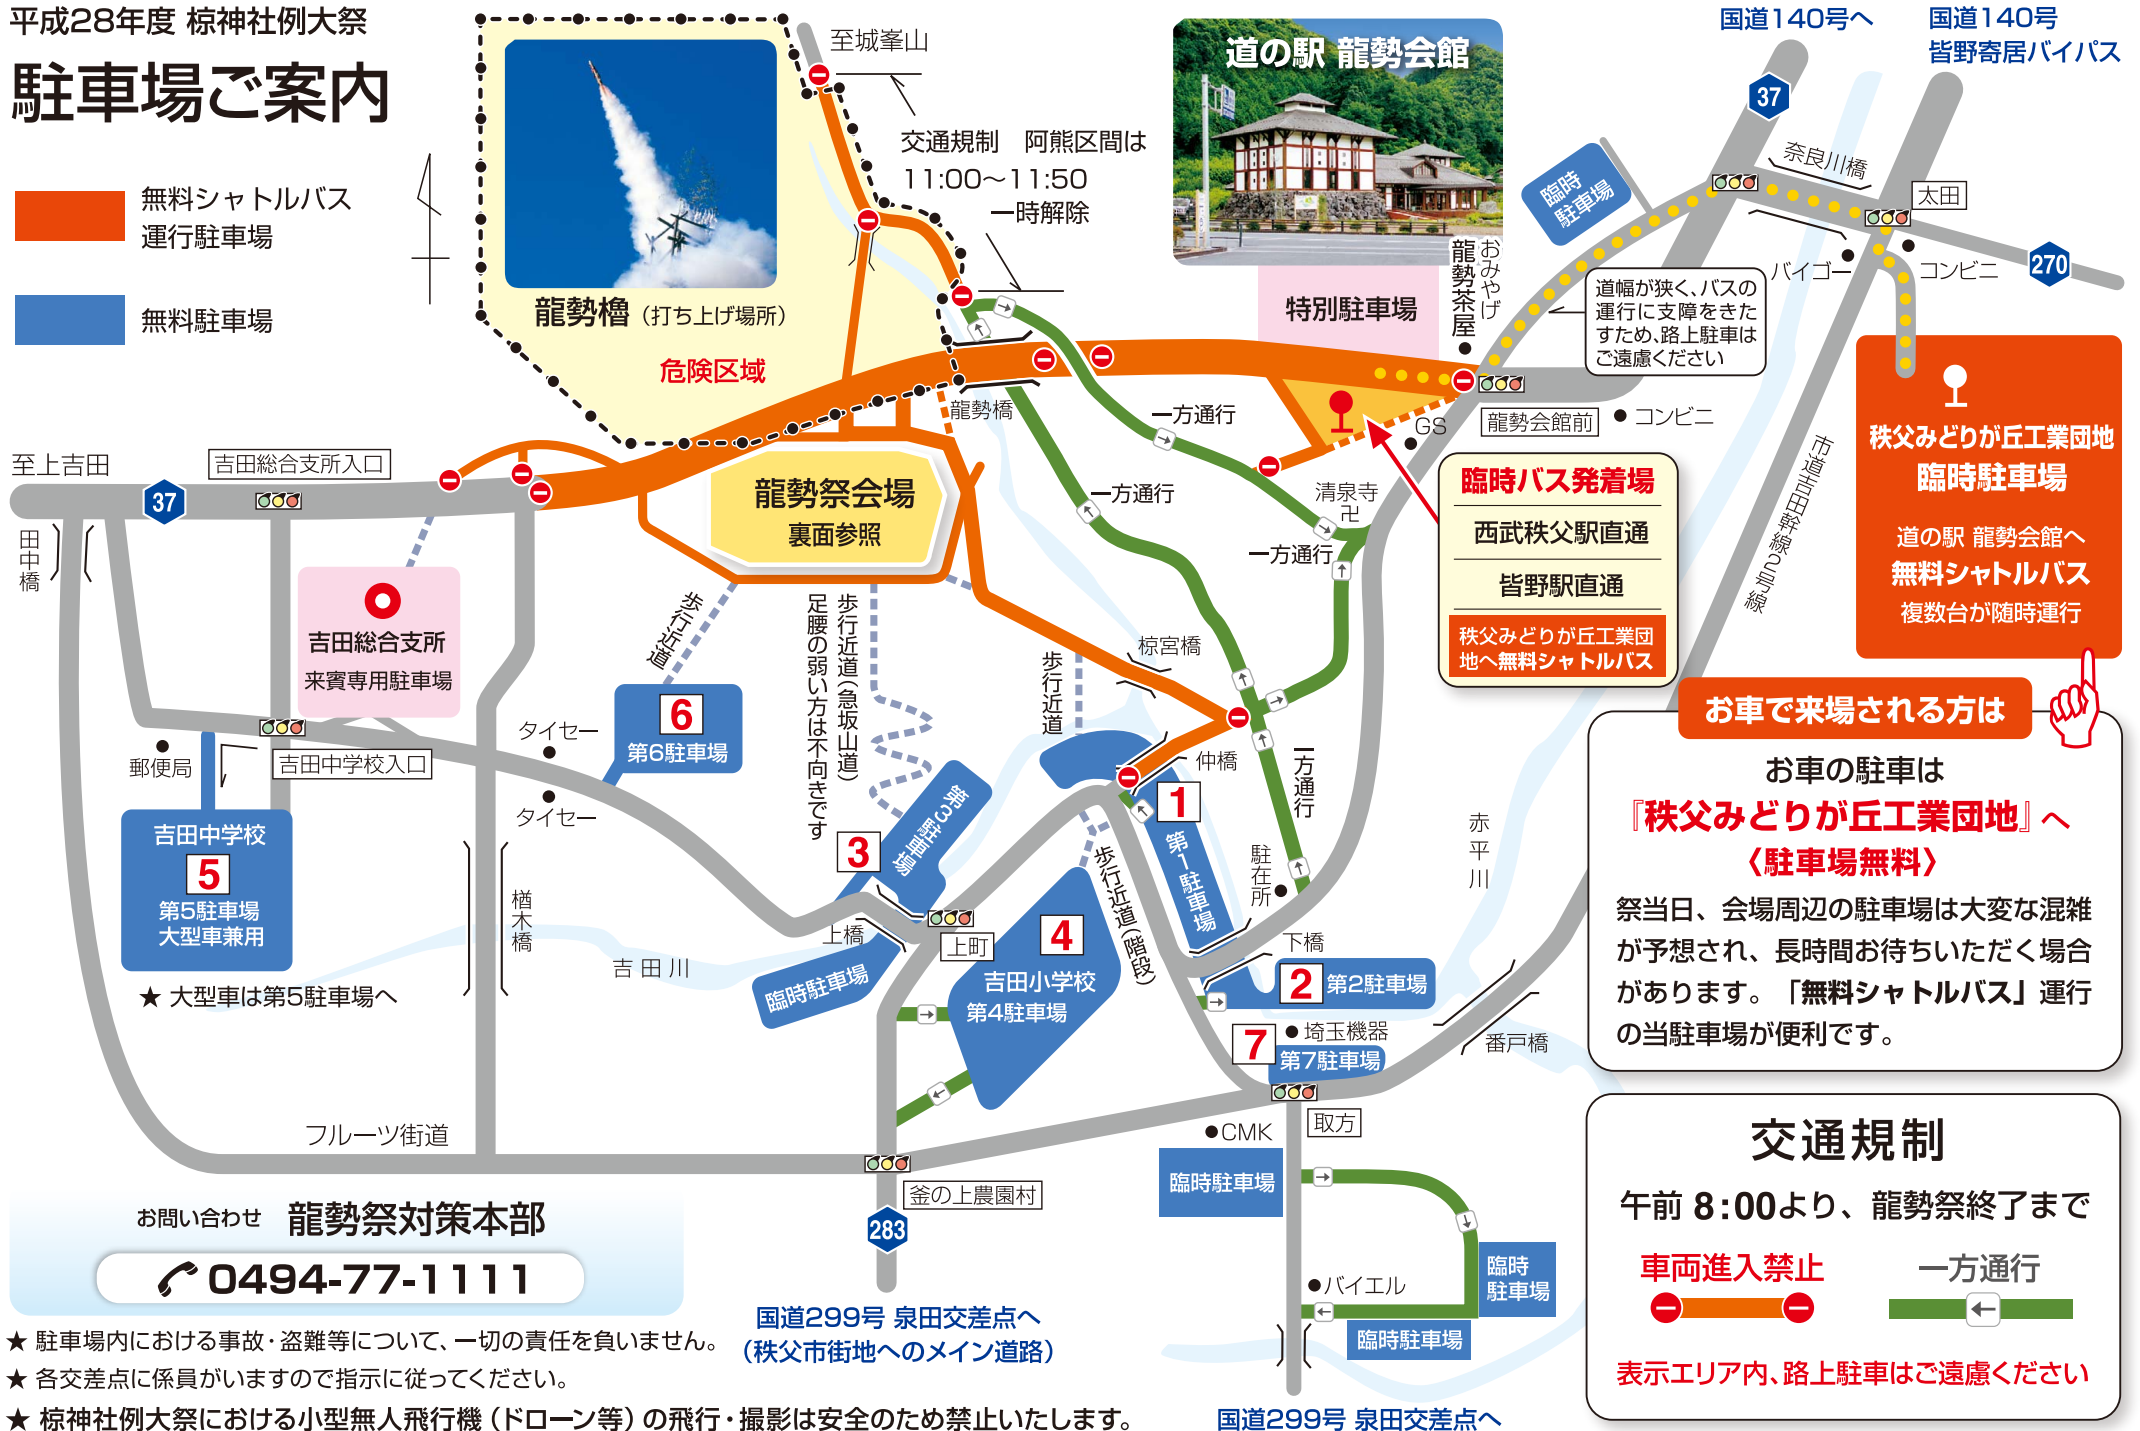 平成28年度 椋神社例大祭
駐車場ご案内
無料シャトルバス
運行駐車場
無料駐車場
至城峯山
交通規制　阿熊区間は
11:00〜11:50
一時解除
龍勢櫓（打ち上げ場所）
危険区域
道の駅 龍勢会館
特別駐車場
おみやげ
龍勢茶屋
国道140号へ
国道140号
皆野寄居バイパス
37
奈良川橋
太田
臨時
駐車場
バイゴー
コンビニ
270
道幅が狭く、バスの
運行に支障をきた
すため、路上駐車は
ご遠慮ください
秩父みどりが丘工業団地
臨時駐車場
道の駅 龍勢会館へ
無料シャトルバス
複数台が随時運行
龍勢橋
一方通行
GS
龍勢会館前
コンビニ
市道吉田幹線2号線
至上吉田
37
吉田総合支所入口
龍勢祭会場
裏面参照
一方通行
清泉寺
卍
一方通行
臨時バス発着場
西武秩父駅直通
皆野駅直通
秩父みどりが丘工業団
地へ無料シャトルバス
田中橋
吉田総合支所
来賓専用駐車場
歩行近道
歩行近道（急坂山道）
足腰の弱い方は不向きです
歩行近道
椋宮橋
6
第6駐車場
タイセー
タイセー
郵便局
吉田中学校入口
吉田中学校
5
第5駐車場
大型車兼用
★ 大型車は第5駐車場へ
楢木橋
吉田川
3
第3駐車場
上橋
上町
臨時駐車場
4
吉田小学校
第4駐車場
歩行近道（階段）
仲橋
1
第1駐車場
一方通行
駐在所
赤平川
下橋
2
第2駐車場
7
埼玉機器
第7駐車場
番戸橋
取方
CMK
臨時駐車場
臨時
駐車場
バイエル
臨時駐車場
国道299号 泉田交差点へ
フルーツ街道
釜の上農園村
283
国道299号 泉田交差点へ
（秩父市街地へのメイン道路）
お車で来場される方は
お車の駐車は
『秩父みどりが丘工業団地』へ
〈駐車場無料〉
祭当日、会場周辺の駐車場は大変な混雑
が予想され、長時間お待ちいただく場合
があります。「無料シャトルバス」運行
の当駐車場が便利です。
交通規制
午前 8:00より、龍勢祭終了まで
車両進入禁止
一方通行
表示エリア内、路上駐車はご遠慮ください
お問い合わせ 龍勢祭対策本部
0494-77-1111
★ 駐車場内における事故・盗難等について、一切の責任を負いません。
★ 各交差点に係員がいますので指示に従ってください。
★ 椋神社例大祭における小型無人飛行機（ドローン等）の飛行・撮影は安全のため禁止いたします。